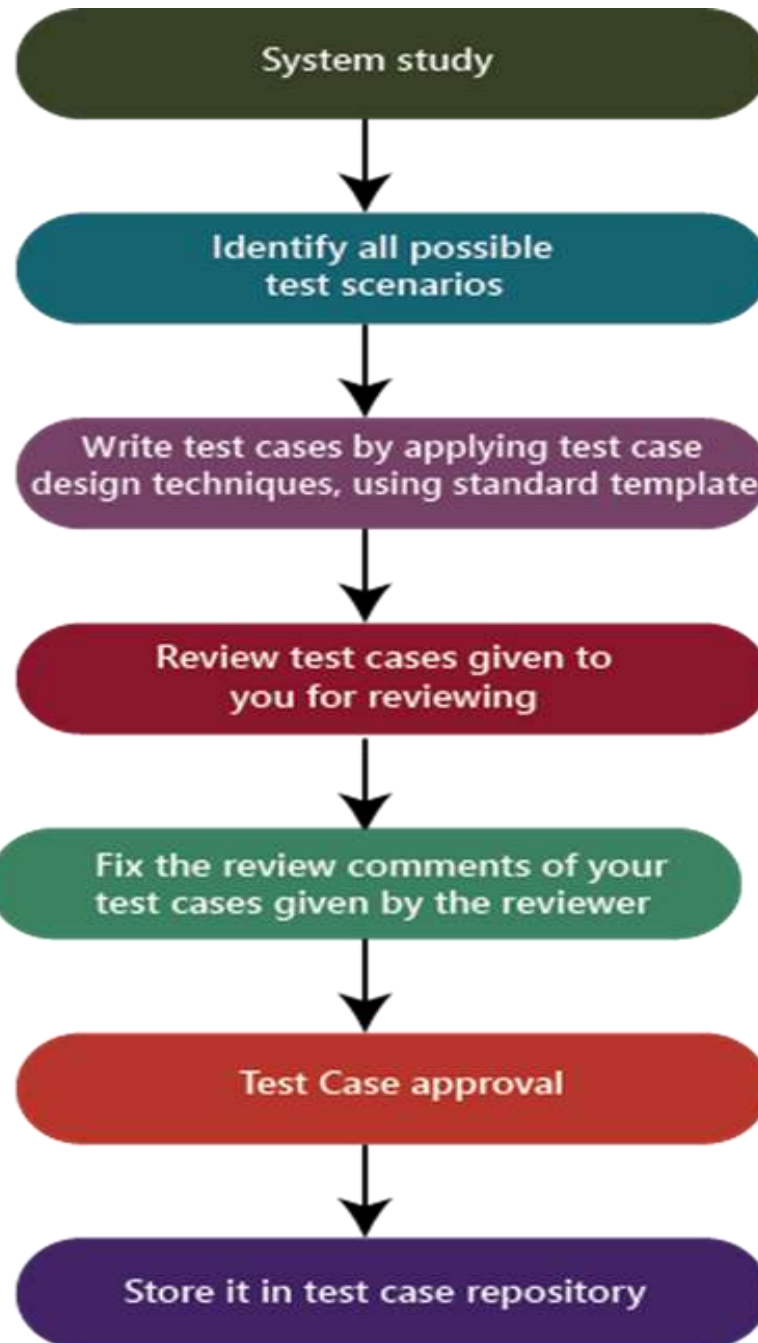 System study
Identify all possible
test scenarios
Write test cases by applying test case
design techniques, using standard template
Review test cases given to
you for reviewing
Fix the review comments of your
test cases given by the reviewer
Test Case approval
Store it in test case repository